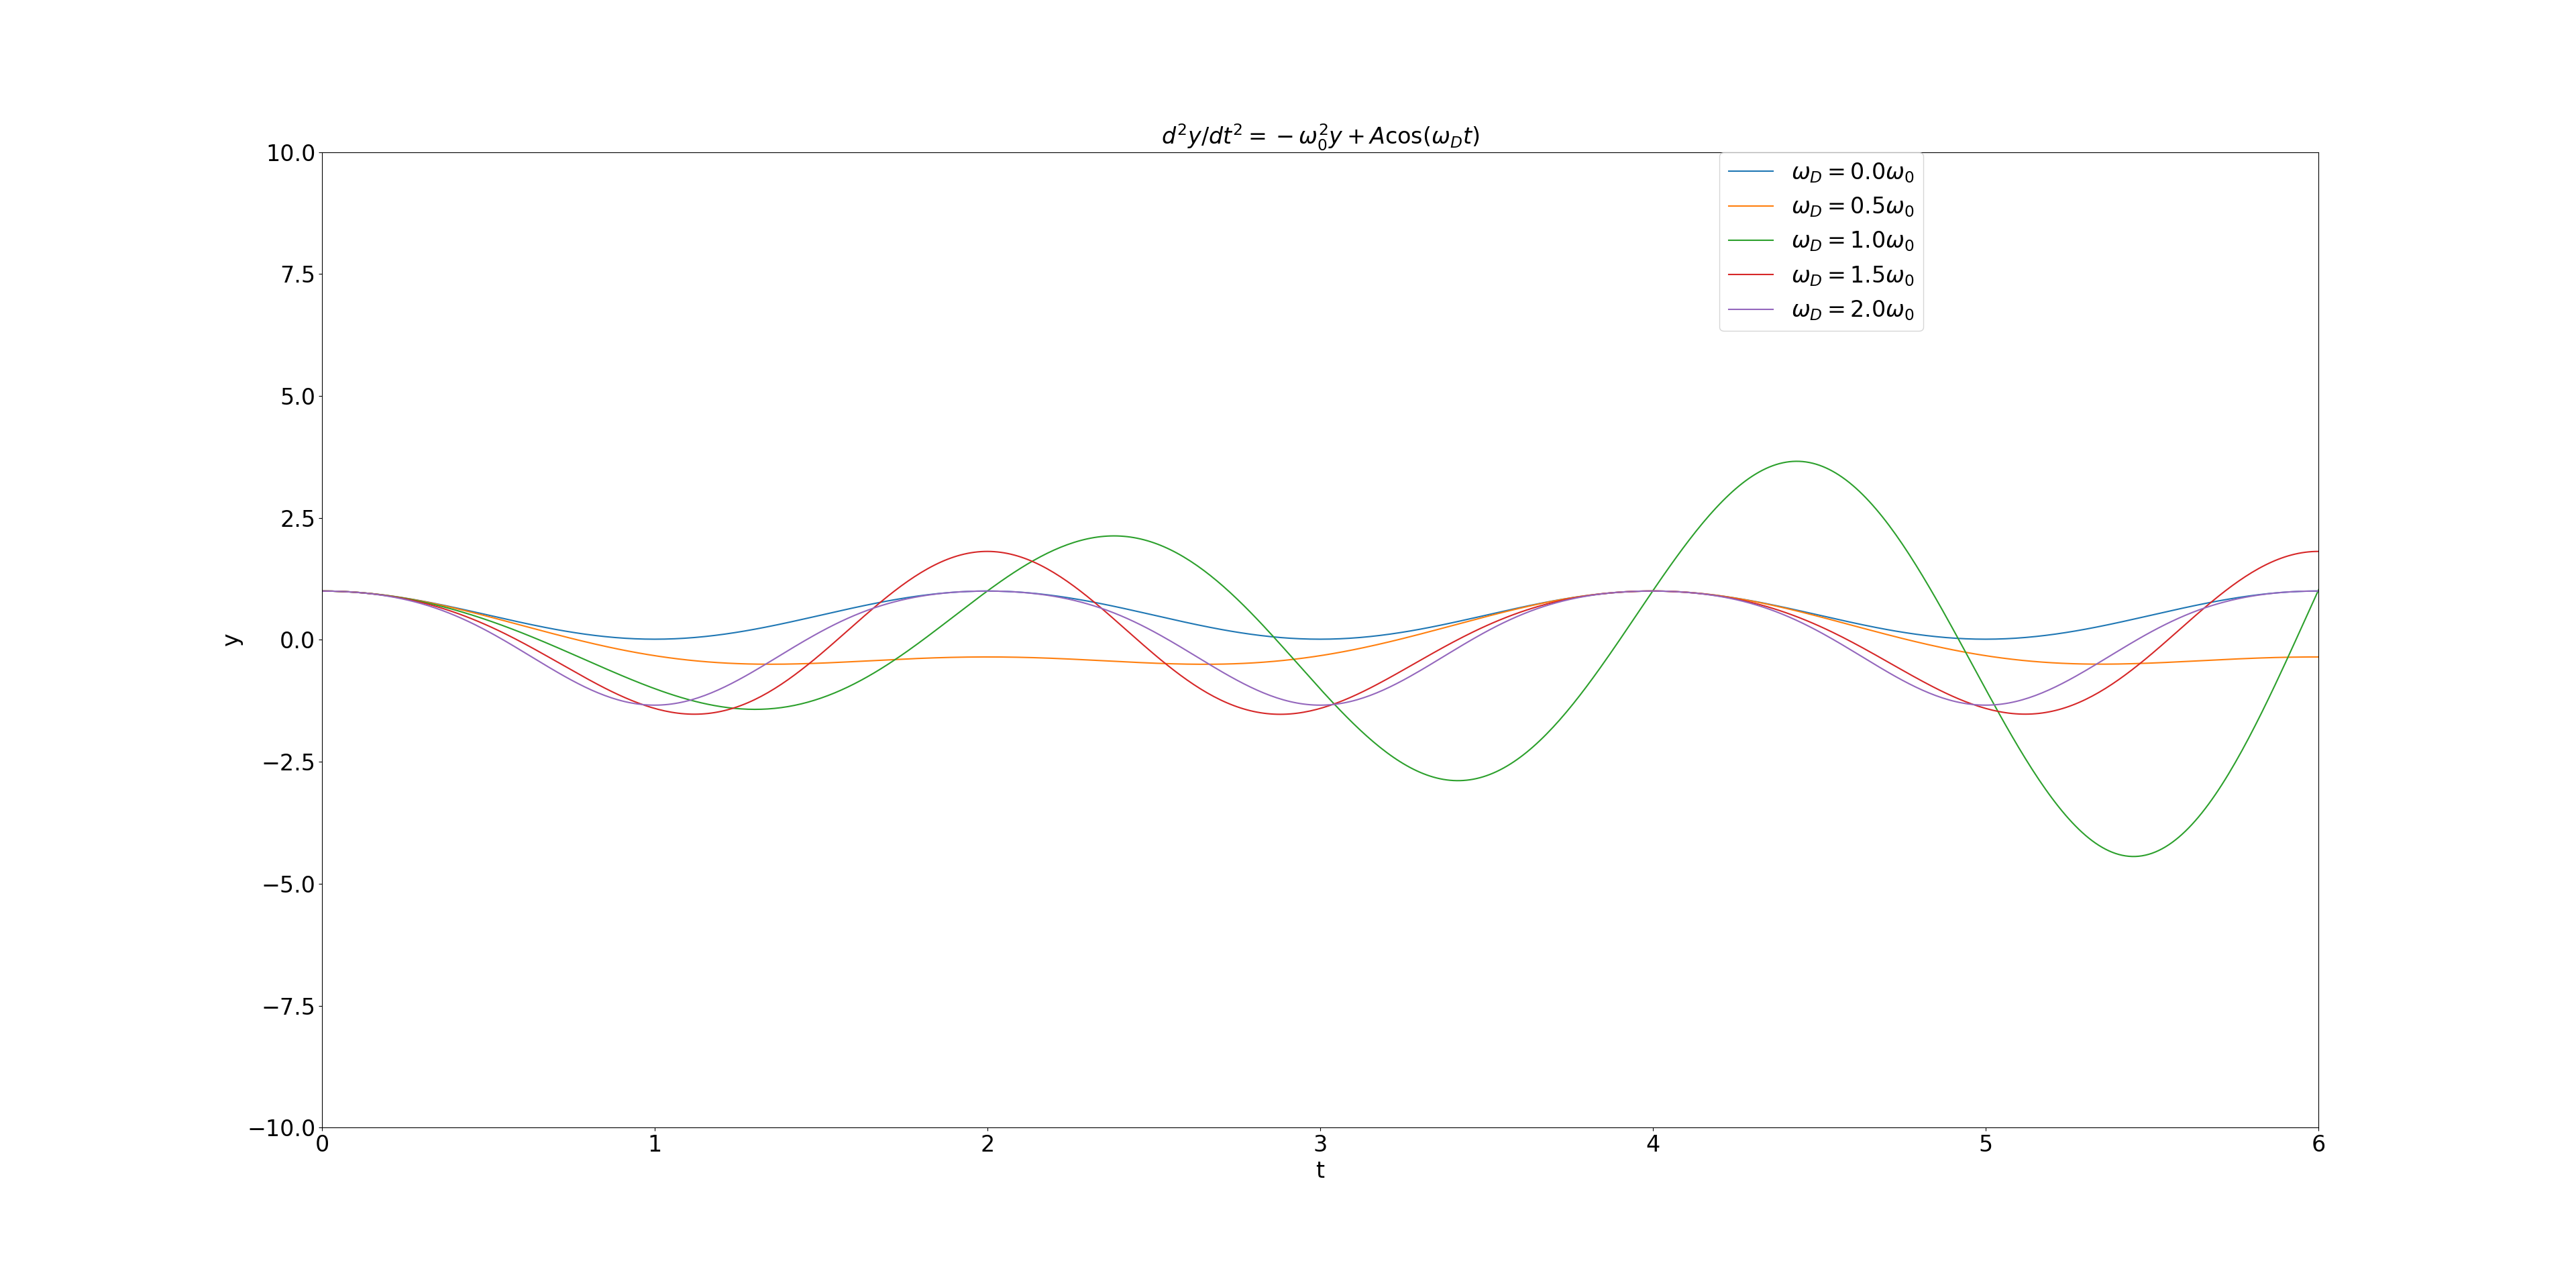 d²y/dt² = −ω₀²y + Acos(ω_Dt)
10.0
7.5
5.0
2.5
0.0
−2.5
−5.0
−7.5
−10.0
y
ω_D = 0.0ω₀
ω_D = 0.5ω₀
ω_D = 1.0ω₀
ω_D = 1.5ω₀
ω_D = 2.0ω₀
0 1 2 3 4 5 6
t